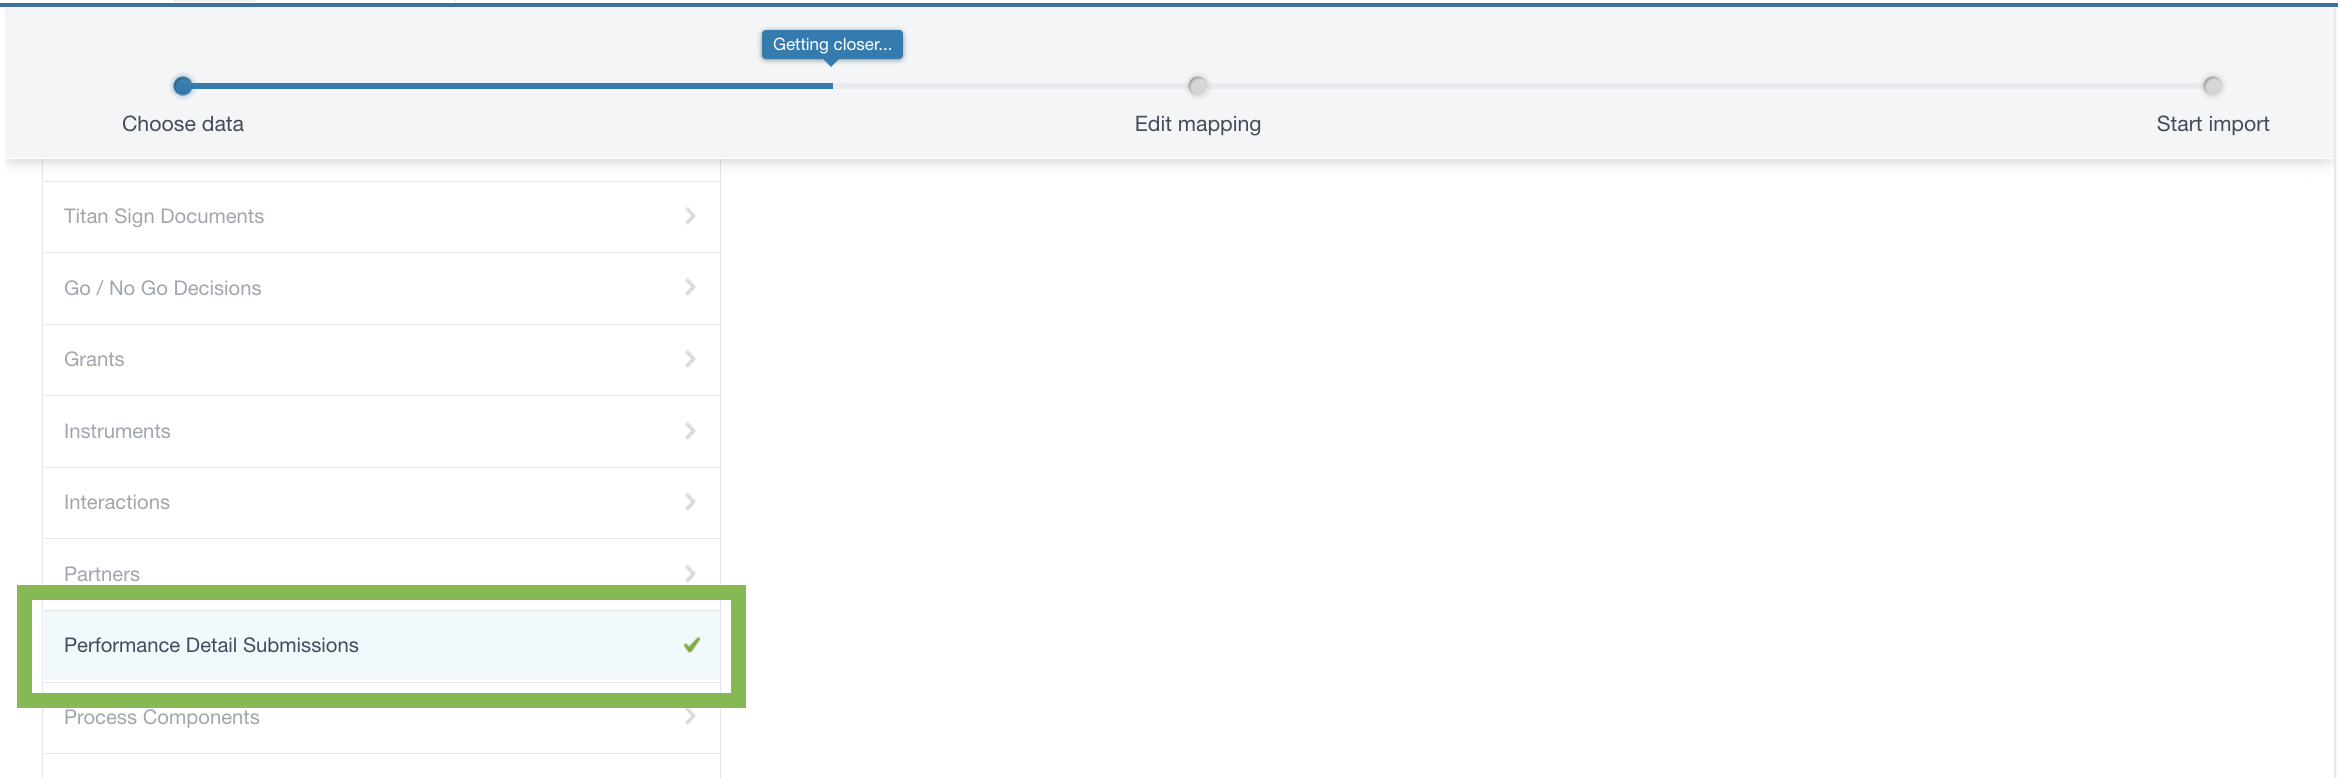 Getting closer...
Choose data
Edit mapping
Start import
Titan Sign Documents
Go / No Go Decisions
Grants
Instruments
Interactions
Partners
Performance Detail Submissions
Process Components